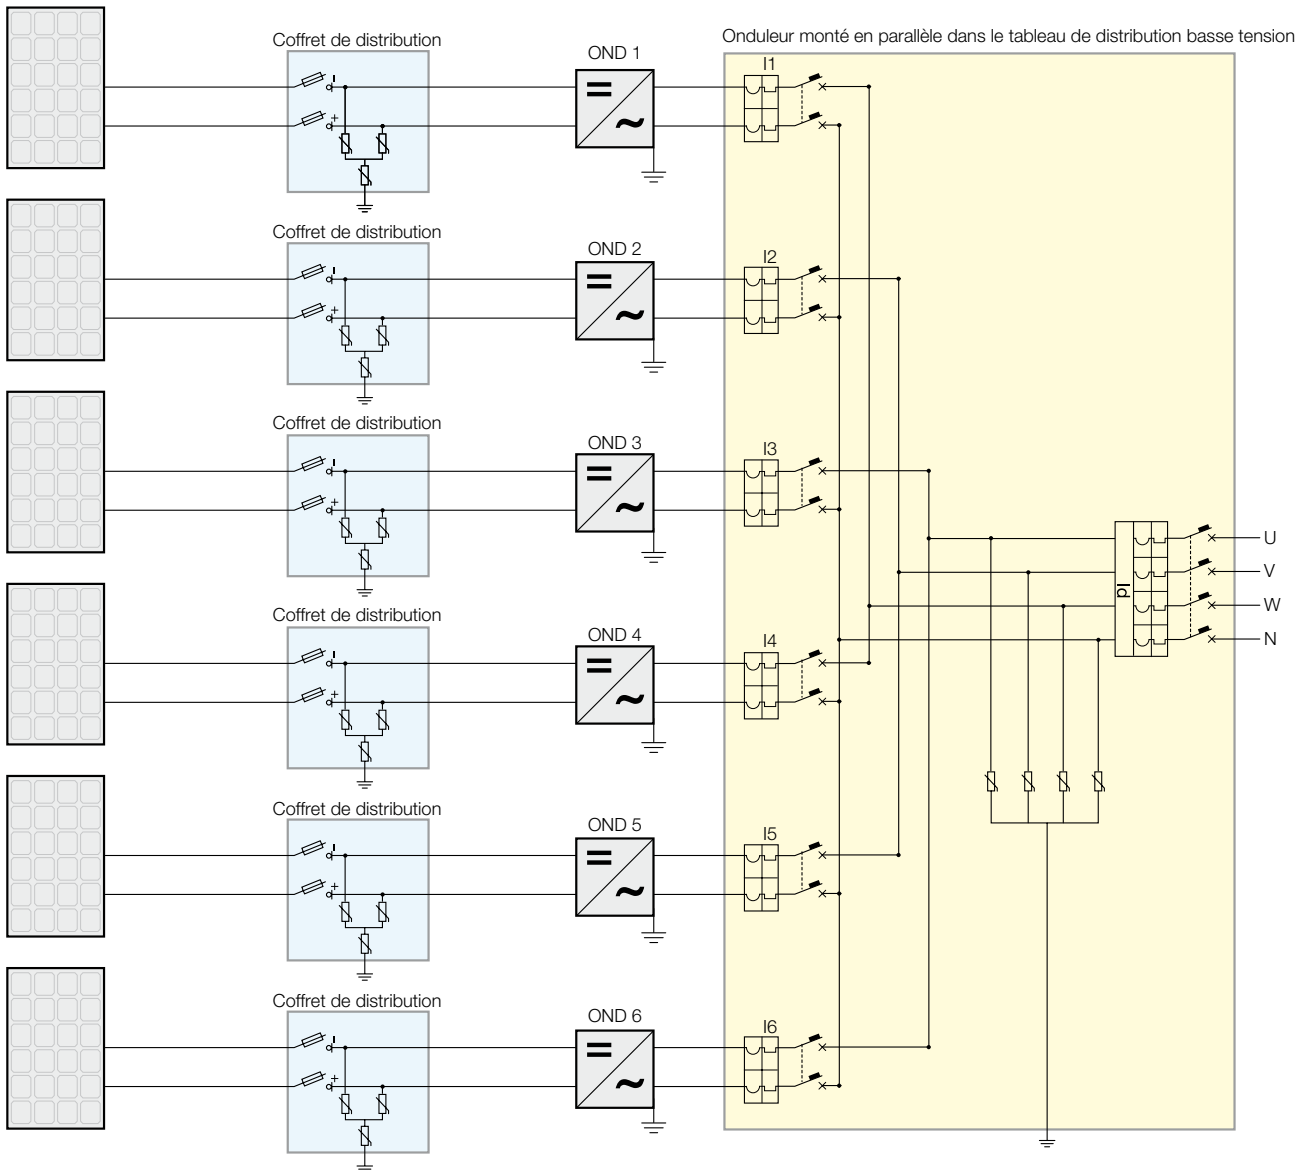 Onduleur monté en parallèle dans le tableau de distribution basse tension
Coffret de distribution
OND 1
I1
+
Coffret de distribution
OND 2
I2
+
Coffret de distribution
OND 3
I3
+
U
V
Id
W
N
Coffret de distribution
OND 4
I4
+
Coffret de distribution
OND 5
I5
+
Coffret de distribution
OND 6
I6
+